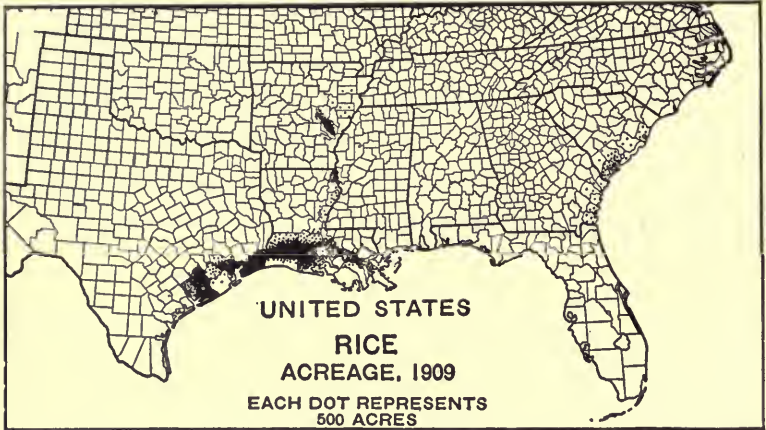 UNITED STATES
RICE
ACREAGE, 1909
EACH DOT REPRESENTS
500 ACRES